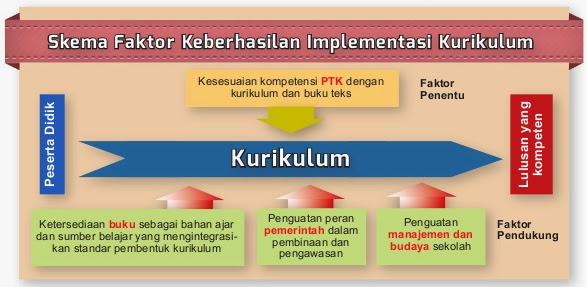 Skema Faktor Keberhasilan Implementasi Kurikulum
Kesesuaian kompetensi PTK dengan
kurikulum dan buku teks
Faktor
Penentu
Peserta Didik
Kurikulum
Lulusan yang
kompeten
Ketersediaan buku sebagai bahan ajar
dan sumber belajar yang mengintegrasi-
kan standar pembentuk kurikulum
Penguatan peran
pemerintah dalam
pembinaan dan
pengawasan
Penguatan
manajemen dan
budaya sekolah
Faktor
Pendukung